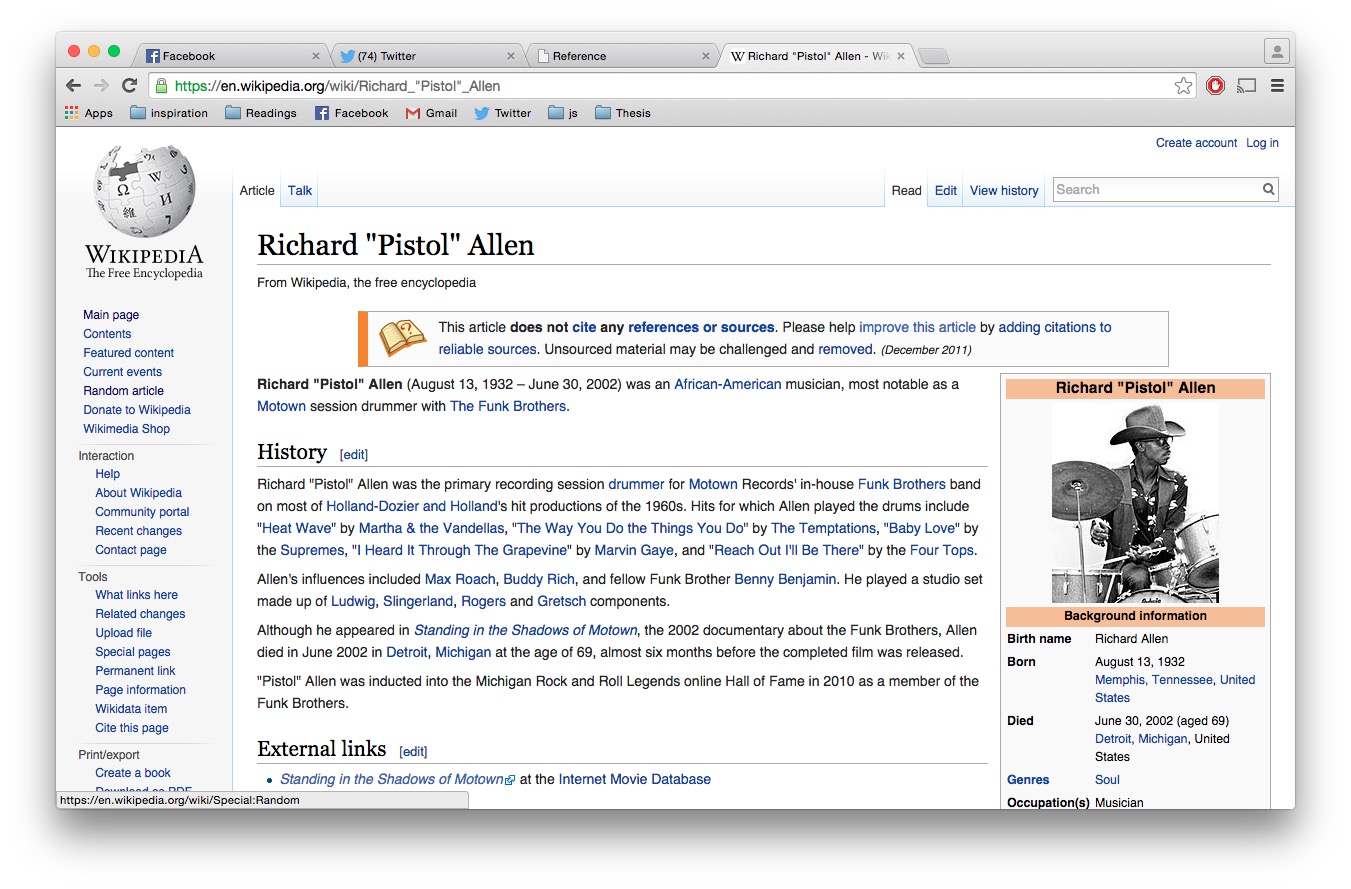 Facebook
(74) Twitter
Reference
Richard "Pistol" Allen - Wik
https://en.wikipedia.org/wiki/Richard_"Pistol"_Allen
Apps inspiration Readings Facebook Gmail Twitter js Thesis
Create account Log in
Article Talk Read Edit View history Search
WIKIPEDIA
The Free Encyclopedia
Main page
Contents
Featured content
Current events
Random article
Donate to Wikipedia
Wikimedia Shop
Interaction
Help
About Wikipedia
Community portal
Recent changes
Contact page
Tools
What links here
Related changes
Upload file
Special pages
Permanent link
Page information
Wikidata item
Cite this page
Print/export
Create a book
Download as PDF
https://en.wikipedia.org/wiki/Special:Random
Richard "Pistol" Allen
From Wikipedia, the free encyclopedia
This article does not cite any references or sources. Please help improve this article by adding citations to
reliable sources. Unsourced material may be challenged and removed. (December 2011)
Richard "Pistol" Allen (August 13, 1932 – June 30, 2002) was an African-American musician, most notable as a
Motown session drummer with The Funk Brothers.
History [edit]
Richard "Pistol" Allen was the primary recording session drummer for Motown Records' in-house Funk Brothers band
on most of Holland-Dozier and Holland's hit productions of the 1960s. Hits for which Allen played the drums include
"Heat Wave" by Martha & the Vandellas, "The Way You Do the Things You Do" by The Temptations, "Baby Love" by
the Supremes, "I Heard It Through The Grapevine" by Marvin Gaye, and "Reach Out I'll Be There" by the Four Tops.
Allen's influences included Max Roach, Buddy Rich, and fellow Funk Brother Benny Benjamin. He played a studio set
made up of Ludwig, Slingerland, Rogers and Gretsch components.
Although he appeared in Standing in the Shadows of Motown, the 2002 documentary about the Funk Brothers, Allen
died in June 2002 in Detroit, Michigan at the age of 69, almost six months before the completed film was released.
"Pistol" Allen was inducted into the Michigan Rock and Roll Legends online Hall of Fame in 2010 as a member of the
Funk Brothers.
External links [edit]
Standing in the Shadows of Motown at the Internet Movie Database
Richard "Pistol" Allen
Background information
Birth name Richard Allen
Born August 13, 1932
Memphis, Tennessee, United
States
Died June 30, 2002 (aged 69)
Detroit, Michigan, United
States
Genres Soul
Occupation(s) Musician